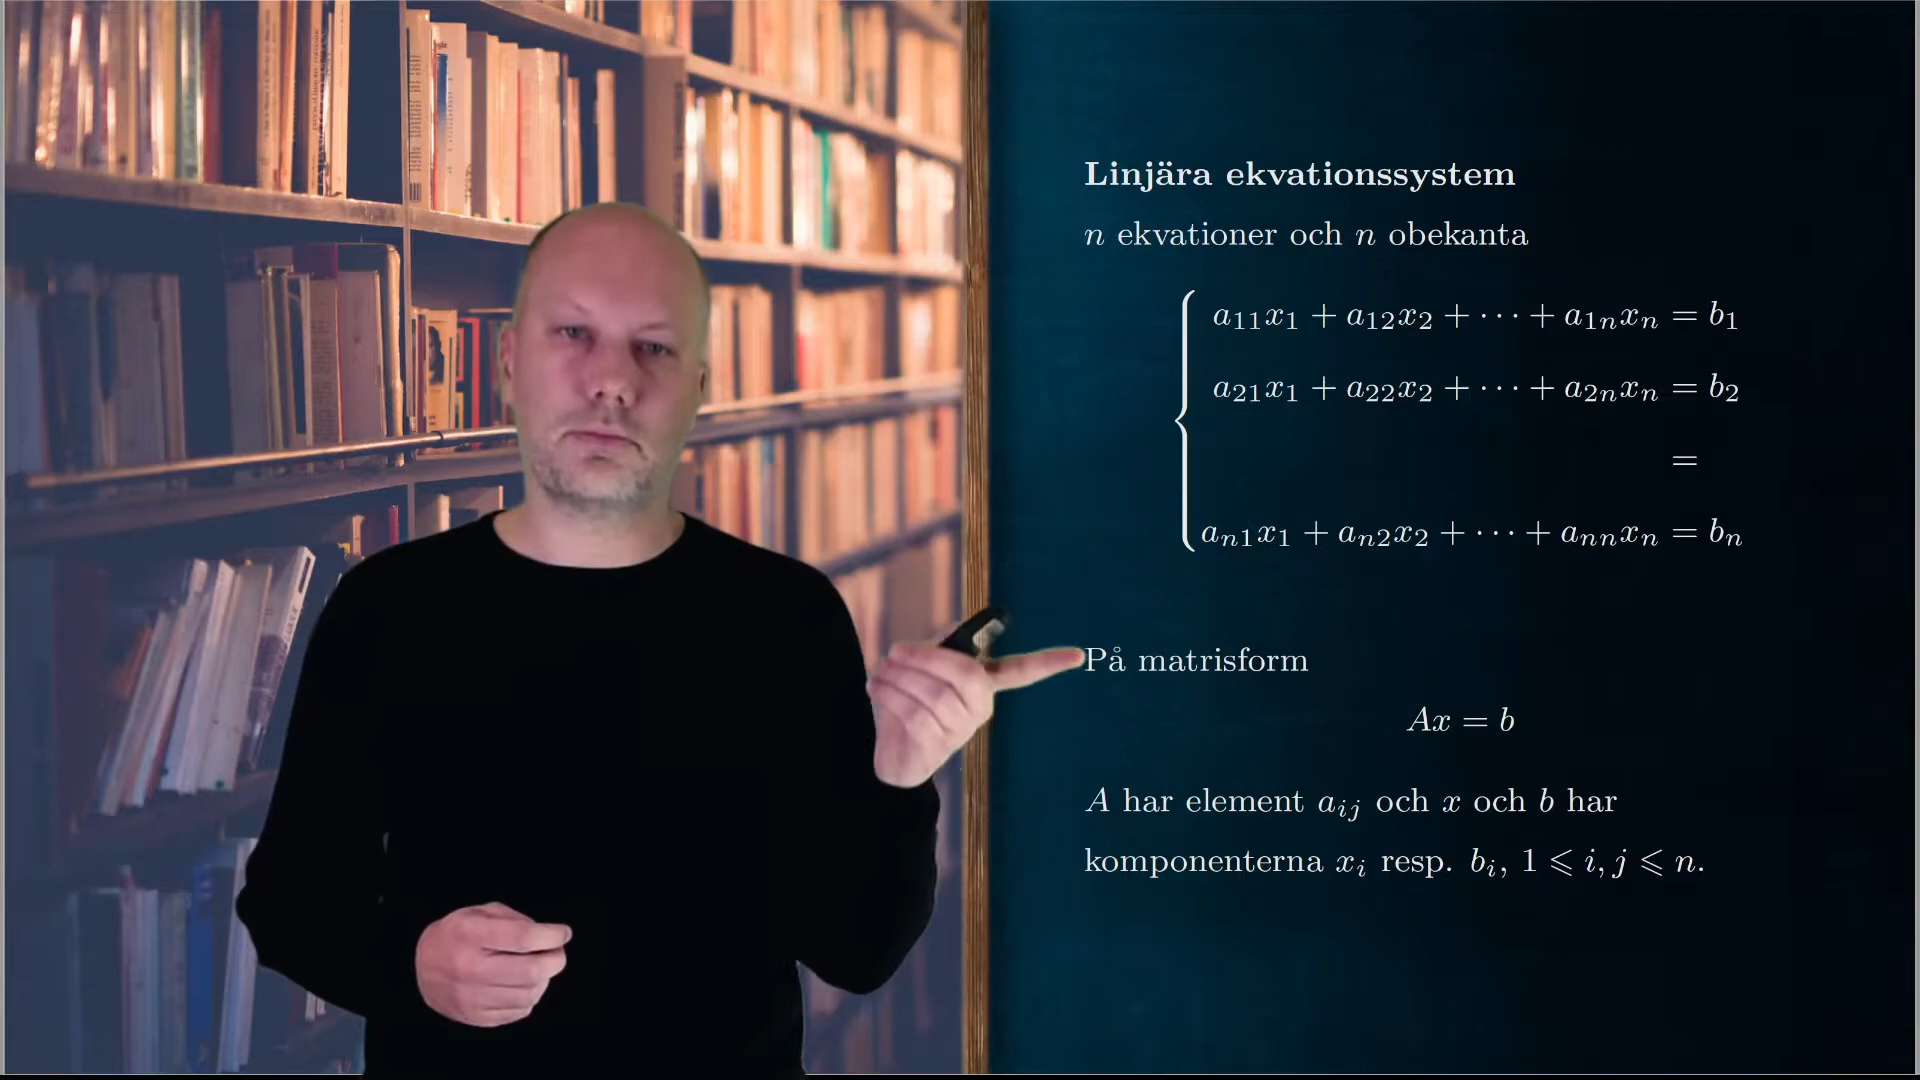 Linjära ekvationssystem
n ekvationer och n obekanta
a₁₁x₁ + a₁₂x₂ + ⋯ + a₁ₙxₙ = b₁
a₂₁x₁ + a₂₂x₂ + ⋯ + a₂ₙxₙ = b₂
=
aₙ₁x₁ + aₙ₂x₂ + ⋯ + aₙₙxₙ = bₙ
På matrisform
Ax = b
A har element aᵢⱼ och x och b har
komponenterna xᵢ resp. bᵢ, 1 ⩽ i, j ⩽ n.